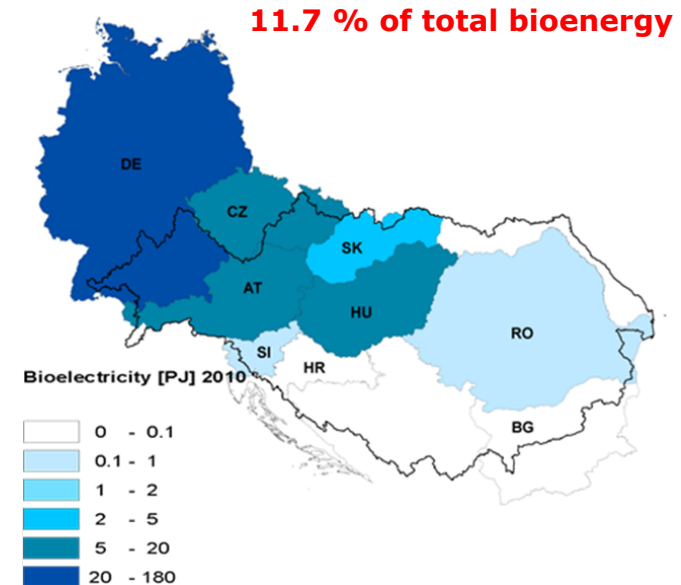 11.7 % of total bioenergy
DE
CZ
SK
AT
HU
RO
SI
HR
BG
Bioelectricity [PJ] 2010
0 - 0.1
0.1 - 1
1 - 2
2 - 5
5 - 20
20 - 180